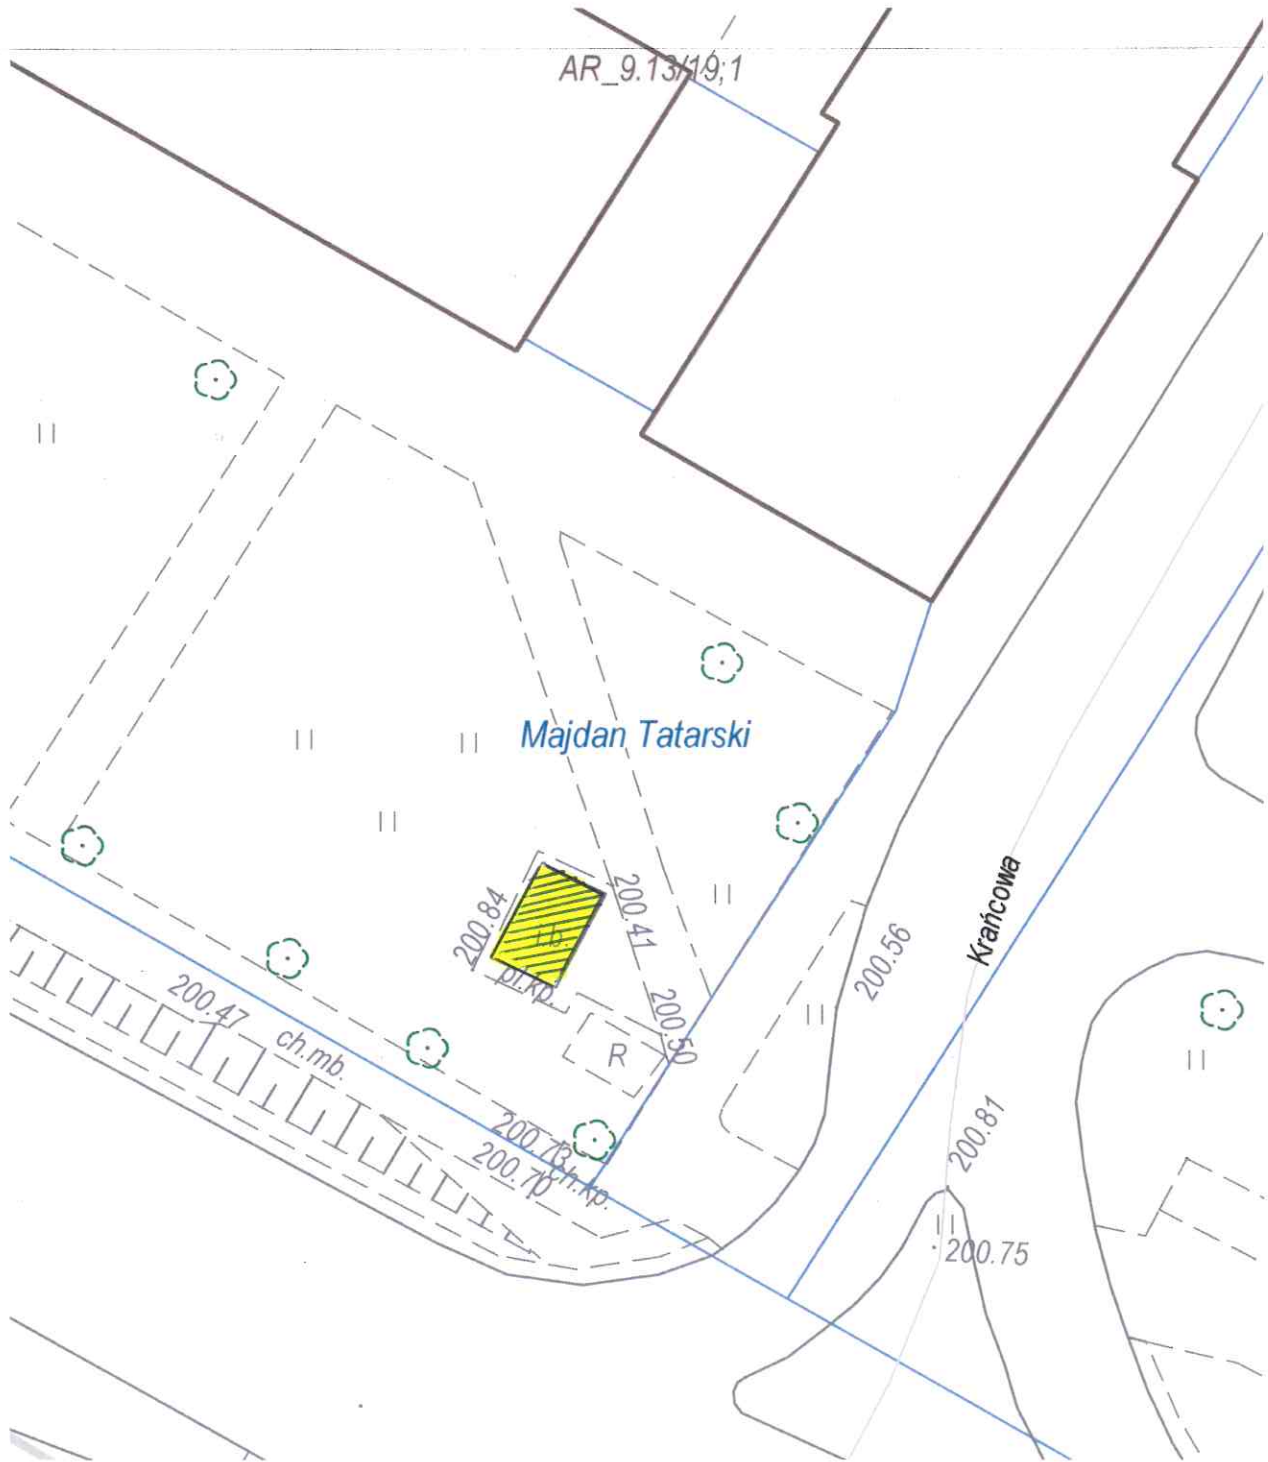 AR_9.13/19;1
Majdan Tatarski
200.84
200.41
i.b.
pl.kp.
200.56
Krańcowa
200.50
R
200.47
ch.mb.
200.73
ch.kp.
200.70
200.81
200.75